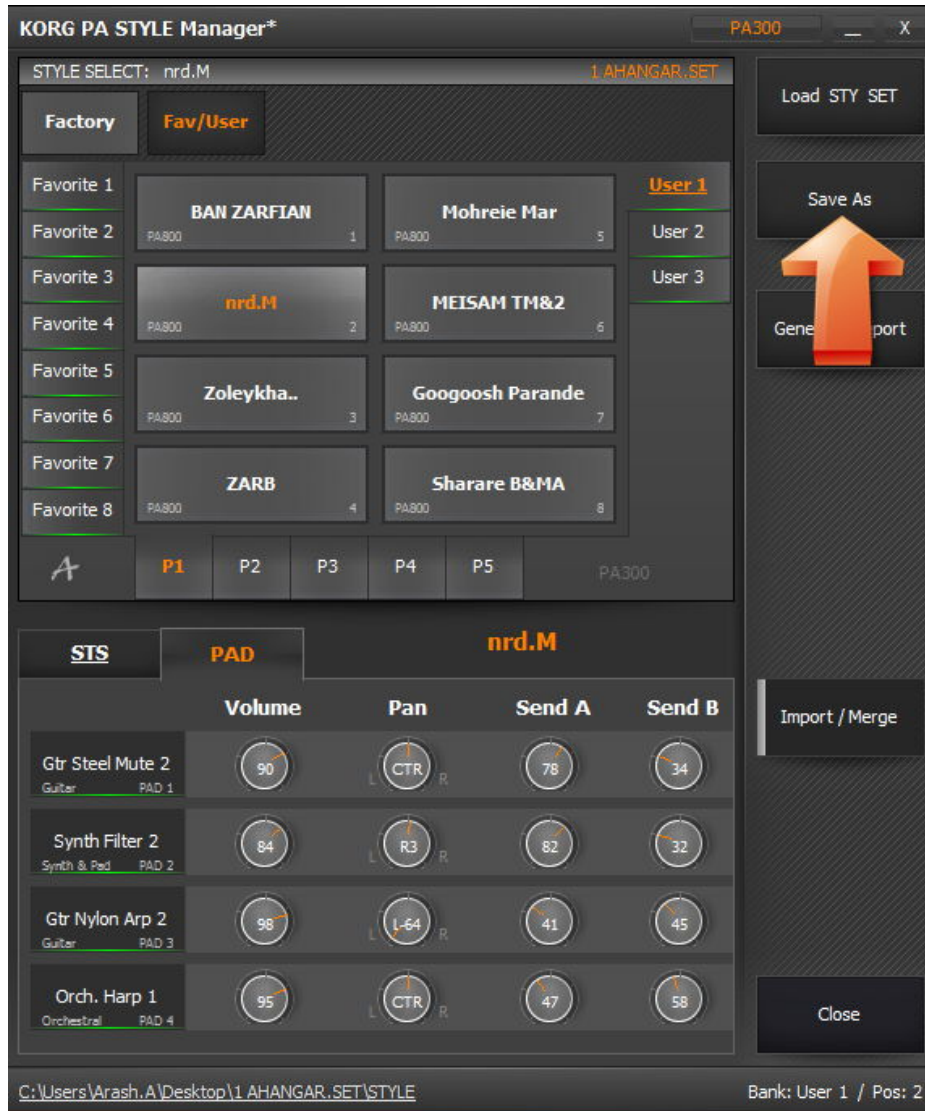 KORG PA STYLE Manager*
PA300
X
STYLE SELECT: nrd.M
1 AHANGAR.SET
Factory
Fav/User
Favorite 1
Favorite 2
Favorite 3
Favorite 4
Favorite 5
Favorite 6
Favorite 7
Favorite 8
BAN ZARFIAN
PA800 1
nrd.M
PA800 2
Zoleykha..
PA800 3
ZARB
PA800 4
Mohreie Mar
PA800 5
MEISAM TM&2
PA800 6
Googoosh Parande
PA800 7
Sharare B&MA
PA800 8
User 1
User 2
User 3
P1 P2 P3 P4 P5
PA300
Load STY SET
Save As
Import / Merge
Close
STS
PAD
nrd.M
Volume Pan Send A Send B
Gtr Steel Mute 2
Guitar PAD 1
90 L CTR R 78 34
Synth Filter 2
Synth & Pad PAD 2
84 L R3 R 82 32
Gtr Nylon Arp 2
Guitar PAD 3
98 L L-64 R 41 45
Orch. Harp 1
Orchestral PAD 4
95 L CTR R 47 58
C:\Users\Arash.A\Desktop\1 AHANGAR.SET\STYLE
Bank: User 1 / Pos: 2